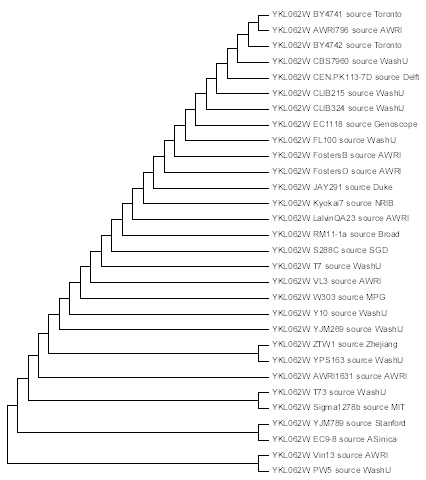 YKL062W BY4741 source Toronto
YKL062W AWRI796 source AWRI
YKL062W BY4742 source Toronto
YKL062W CBS7960 source WashU
YKL062W CEN.PK113-7D source Delft
YKL062W CLIB215 source WashU
YKL062W CLIB324 source WashU
YKL062W EC1118 source Genoscope
YKL062W FL100 source WashU
YKL062W FostersB source AWRI
YKL062W FostersO source AWRI
YKL062W JAY291 source Duke
YKL062W Kyokai7 source NRIB
YKL062W LalvinQA23 source AWRI
YKL062W RM11-1a source Broad
YKL062W S288C source SGD
YKL062W T7 source WashU
YKL062W VL3 source AWRI
YKL062W W303 source MPG
YKL062W Y10 source WashU
YKL062W YJM269 source WashU
YKL062W ZTW1 source Zhejiang
YKL062W YPS163 source WashU
YKL062W AWRI1631 source AWRI
YKL062W T73 source WashU
YKL062W Sigma1278b source MIT
YKL062W YJM789 source Stanford
YKL062W EC9-8 source ASinica
YKL062W Vin13 source AWRI
YKL062W PW5 source WashU